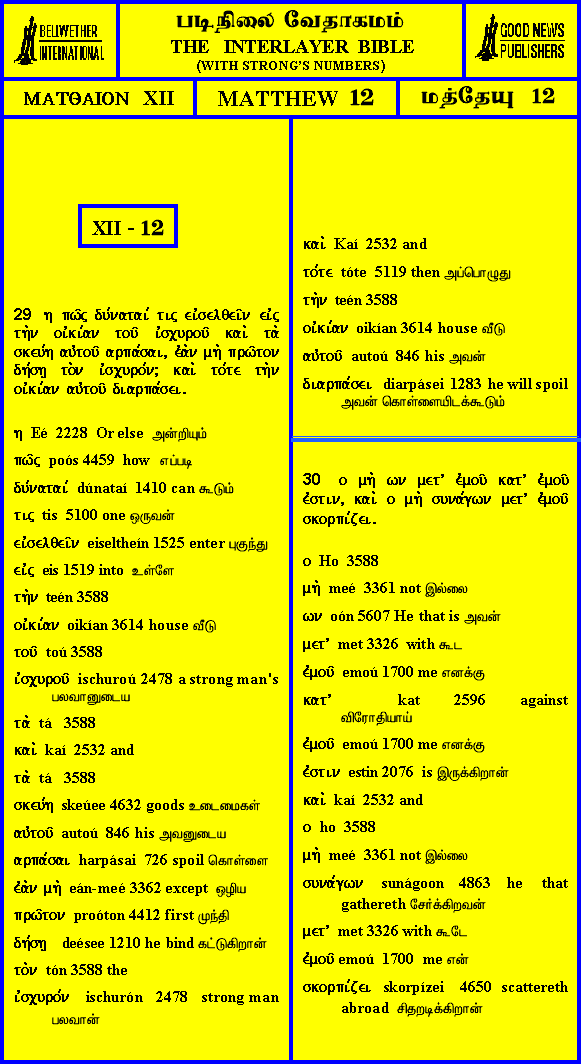 BELLWETHER
INTERNATIONAL
படிநிலை வேதாகமம்
THE INTERLAYER BIBLE
(WITH STRONG'S NUMBERS)
GOOD NEWS
PUBLISHERS
ΜΑΤΘΑΙΟΝ XII
MATTHEW 12
மத்தேயு 12
XII - 12
29 η πῶς δύναταί τις εἰσελθεῖν εἰς
τὴν οἰκίαν τοῦ ἰσχυροῦ καὶ τὰ
σκεύη αὐτοῦ αρπάσαι, ἐὰν μὴ πρῶτον
δήσῃ τὸν ἰσχυρόν; καὶ τότε τὴν
οἰκίαν αὐτοῦ διαρπάσει.
η Eé 2228 Or else அன்றியும்
πῶς poós 4459 how எப்படி
δύναταί dúnataí 1410 can கூடும்
τις tis 5100 one ஒருவன்
εἰσελθεῖν eiseltheín 1525 enter புகுந்து
εἰς eis 1519 into உள்ளே
τὴν teén 3588
οἰκίαν oikían 3614 house வீடு
τοῦ toú 3588
ἰσχυροῦ ischuroú 2478 a strong man's
பலவானுடைய
τὰ tá 3588
καὶ kaí 2532 and
τὰ tá 3588
σκεύη skeúee 4632 goods உடைமைகள்
αὐτοῦ autoú 846 his அவனுடைய
αρπάσαι harpásai 726 spoil கொள்ளை
ἐὰν μὴ eán-meé 3362 except ஒழிய
πρῶτον proóton 4412 first முந்தி
δήσῃ deésee 1210 he bind கட்டுகிறான்
τὸν tón 3588 the
ἰσχυρόν ischurón 2478 strong man
பலவான்
καὶ Kaí 2532 and
τότε tóte 5119 then அப்பொழுது
τὴν teén 3588
οἰκίαν oikían 3614 house வீடு
αὐτοῦ autoú 846 his அவன்
διαρπάσει diarpásei 1283 he will spoil
அவன் கொள்ளையிடக்கூடும்
30 ο μὴ ων μετ' ἐμοῦ κατ' ἐμοῦ
ἐστιν, καὶ ο μὴ συνάγων μετ' ἐμοῦ
σκορπίζει.
ο Ho 3588
μὴ meé 3361 not இல்லை
ων oón 5607 He that is அவன்
μετ' met 3326 with கூட
ἐμοῦ emoú 1700 me எனக்கு
κατ' kat 2596 against
விரோதியாய்
ἐμοῦ emoú 1700 me எனக்கு
ἐστιν estin 2076 is இருக்கிறான்
καὶ kaí 2532 and
ο ho 3588
μὴ meé 3361 not இல்லை
συνάγων sunágoon 4863 he that
gathereth சேர்க்கிறவன்
μετ' met 3326 with கூடே
ἐμοῦ emoú 1700 me என்
σκορπίζει skorpízei 4650 scattereth
abroad சிதறடிக்கிறான்